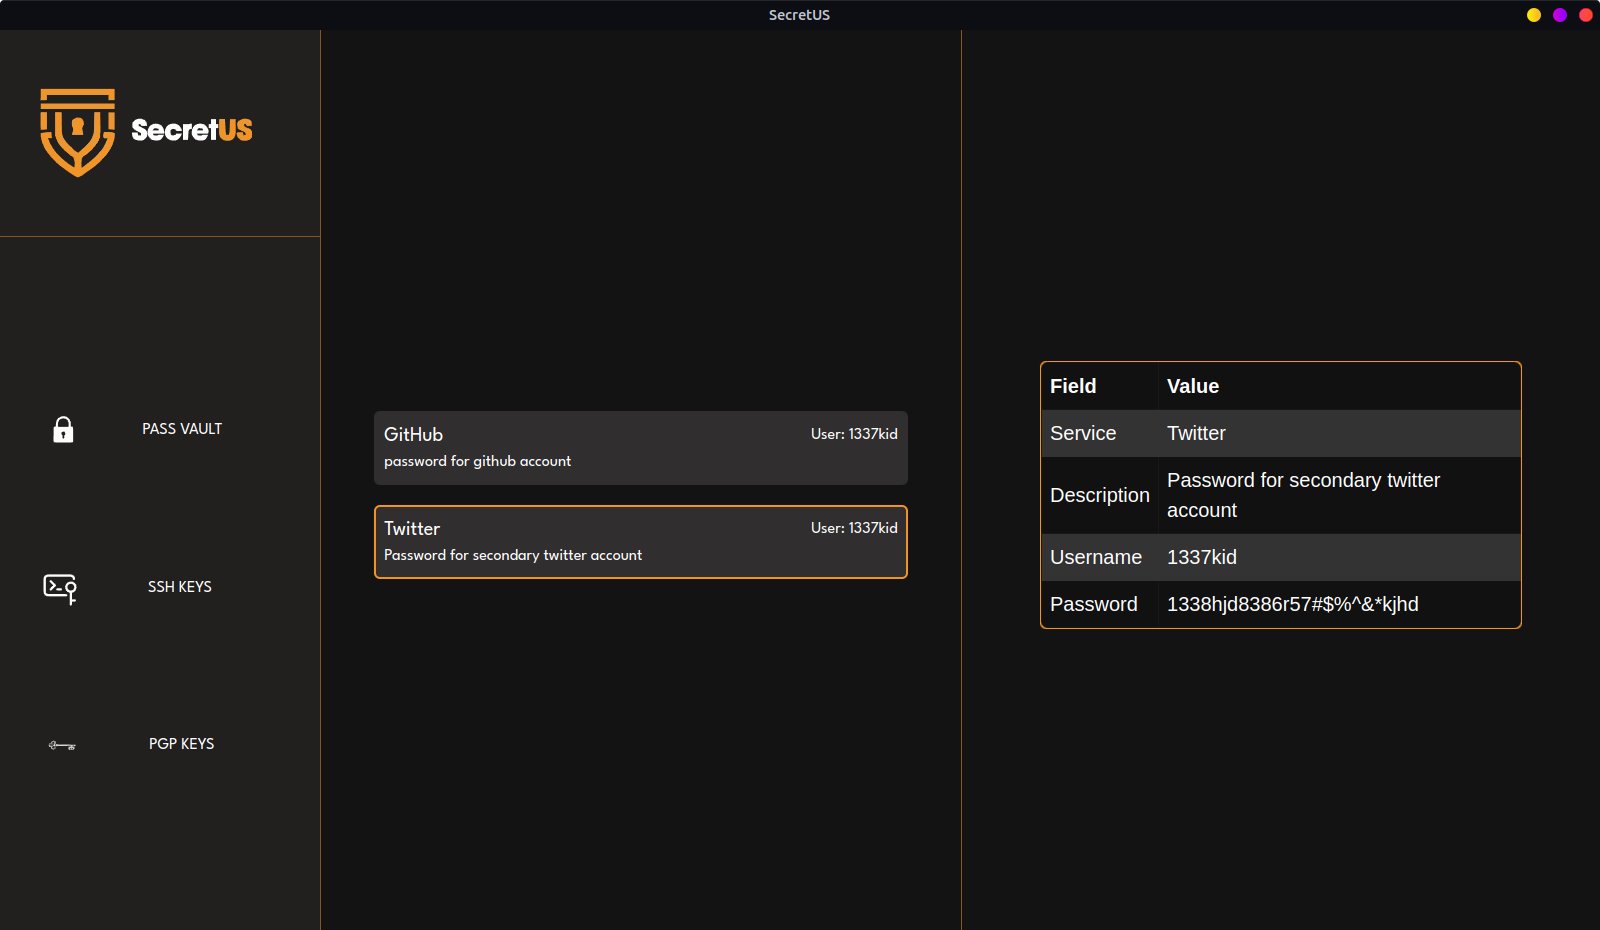 SecretUS
SecretUS
PASS VAULT
SSH KEYS
PGP KEYS
GitHub User: 1337kid
password for github account
Twitter User: 1337kid
Password for secondary twitter account
Field Value
Service Twitter
Description Password for secondary twitter
account
Username 1337kid
Password 1338hjd8386r57#$%^&*kjhd